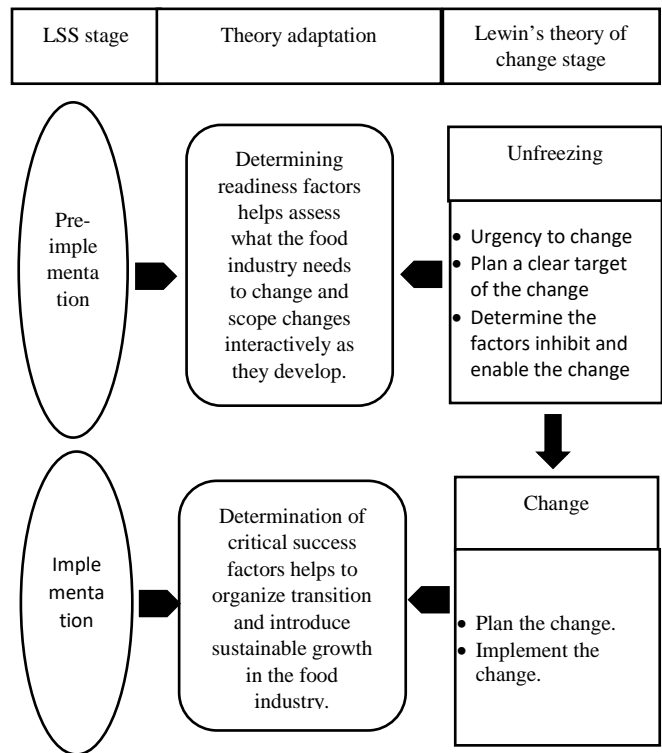 LSS stage
Theory adaptation
Lewin's theory of
change stage
Pre-
imple
menta
tion
Determining
readiness factors
helps assess
what the food
industry needs
to change and
scope changes
interactively as
they develop.
Unfreezing
• Urgency to change
• Plan a clear target
of the change
• Determine the
factors inhibit and
enable the change
Imple
menta
tion
Determination of
critical success
factors helps to
organize transition
and introduce
sustainable growth
in the food
industry.
Change
• Plan the change.
• Implement the
change.